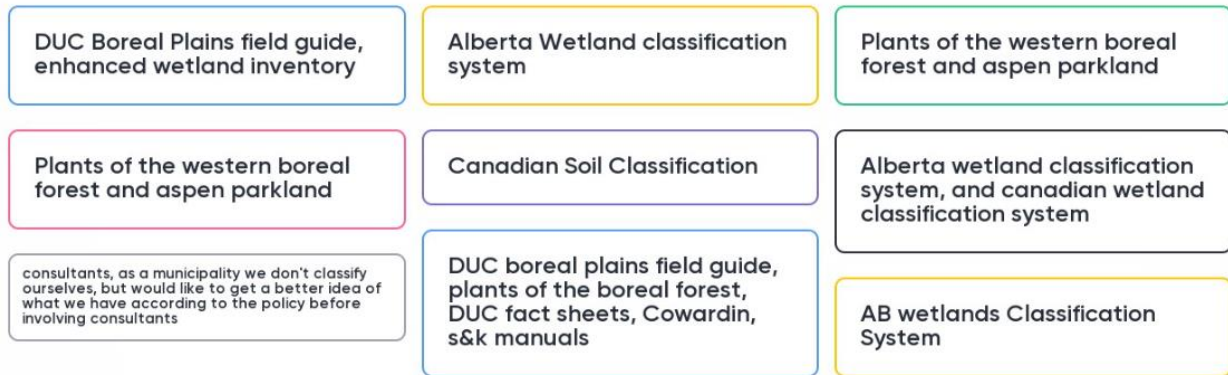 DUC Boreal Plains field guide,
enhanced wetland inventory
Alberta Wetland classification
system
Plants of the western boreal
forest and aspen parkland
Plants of the western boreal
forest and aspen parkland
Canadian Soil Classification
Alberta wetland classification
system, and canadian wetland
classification system
consultants, as a municipality we don't classify
ourselves, but would like to get a better idea of
what we have according to the policy before
involving consultants
DUC boreal plains field guide,
plants of the boreal forest,
DUC fact sheets, Cowardin,
s&k manuals
AB wetlands Classification
System